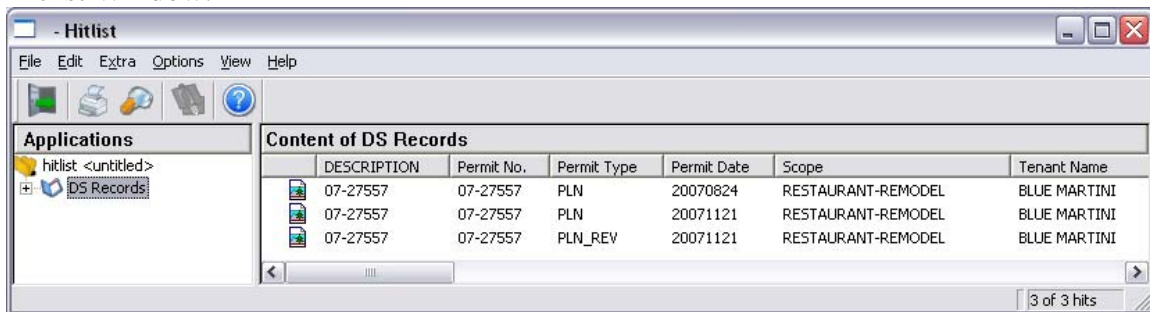 - Hitlist
File Edit Extra Options View Help
Applications
hitlist <untitled>
DS Records
Content of DS Records
DESCRIPTION Permit No. Permit Type Permit Date Scope Tenant Name
07-27557 07-27557 PLN 20070824 RESTAURANT-REMODEL BLUE MARTINI
07-27557 07-27557 PLN 20071121 RESTAURANT-REMODEL BLUE MARTINI
07-27557 07-27557 PLN_REV 20071121 RESTAURANT-REMODEL BLUE MARTINI
3 of 3 hits